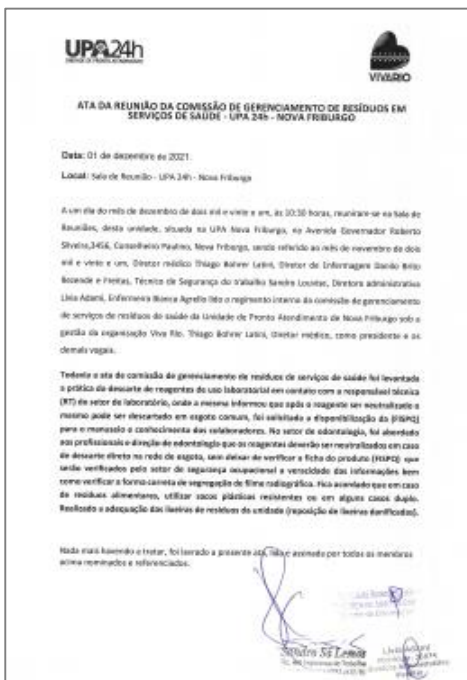 UPA24h
VIVARIO
ATA DA REUNIÃO DA COMISSÃO DE GERENCIAMENTO DE RESÍDUOS EM
SERVIÇOS DE SAÚDE - UPA 24h - NOVA FRIBURGO
Data: 01 de dezembro de 2021
Local: Sala de Reunião - UPA 24h - Nova Friburgo
A um dia do mês de dezembro de dois mil e vinte e um, às 10:30 horas, reuniram-se na Sala de
Reuniões, desta unidade, situada na UPA Nova Friburgo, na Avenida Governador Roberto
Silveira,3456, Conselheiro Paulino, Nova Friburgo, sendo referido ao mês de novembro de dois
mil e vinte e um, Diretor médico Thiago Bohrer Latini, Diretor de Enfermagem Danilo Brito
Rezende e Freitas, Técnico de Segurança do trabalho Sandro Diretora administrativa
Livia Adami, Enfermeira Bianca Agrello lido o regimento interno da comissão de gerenciamento
de serviços de resíduos de saúde da Unidade de Pronto Atendimento de Nova Friburgo sob a
gestão da organização Viva Rio. Thiago Bohrer Latini, Diretor médico, como presidente e os
demais vogais.
Todavia a ata de comissão de gerenciamento de resíduos de serviços de saúde foi levantada
a prática do descarte de reagentes de uso laboratorial em contato com a responsável técnica
(RT) do setor de laboratório, onde a mesma informou que após o reagente ser neutralizado o
mesmo pode ser descartado em esgoto comum, foi solicitada a disponibilização da (FISPQ)
para o manuseio e conhecimento dos colaboradores. No setor de odontologia, foi abordado
aos profissionais e direção de odontologia que os reagentes deverão ser neutralizados em caso
de descarte direto na rede de esgoto, sem deixar de verificar a ficha do produto (FISPQ) que
serão verificados pelo setor de segurança ocupacional a veracidade das informações bem
como verificar a forma correta de segregação de filme radiográfico. Fica acordado que em caso
de resíduos alimentares, utilizar sacos plásticos resistentes ou em alguns casos duplo.
Realizado a adequação das lixeiras de resíduos da unidade (reposição de lixeiras danificadas).
Nada mais havendo a tratar, foi lavrado a presente ata, lida e assinada por todos os membros
acima nominados e referenciados.
Sandro Sá